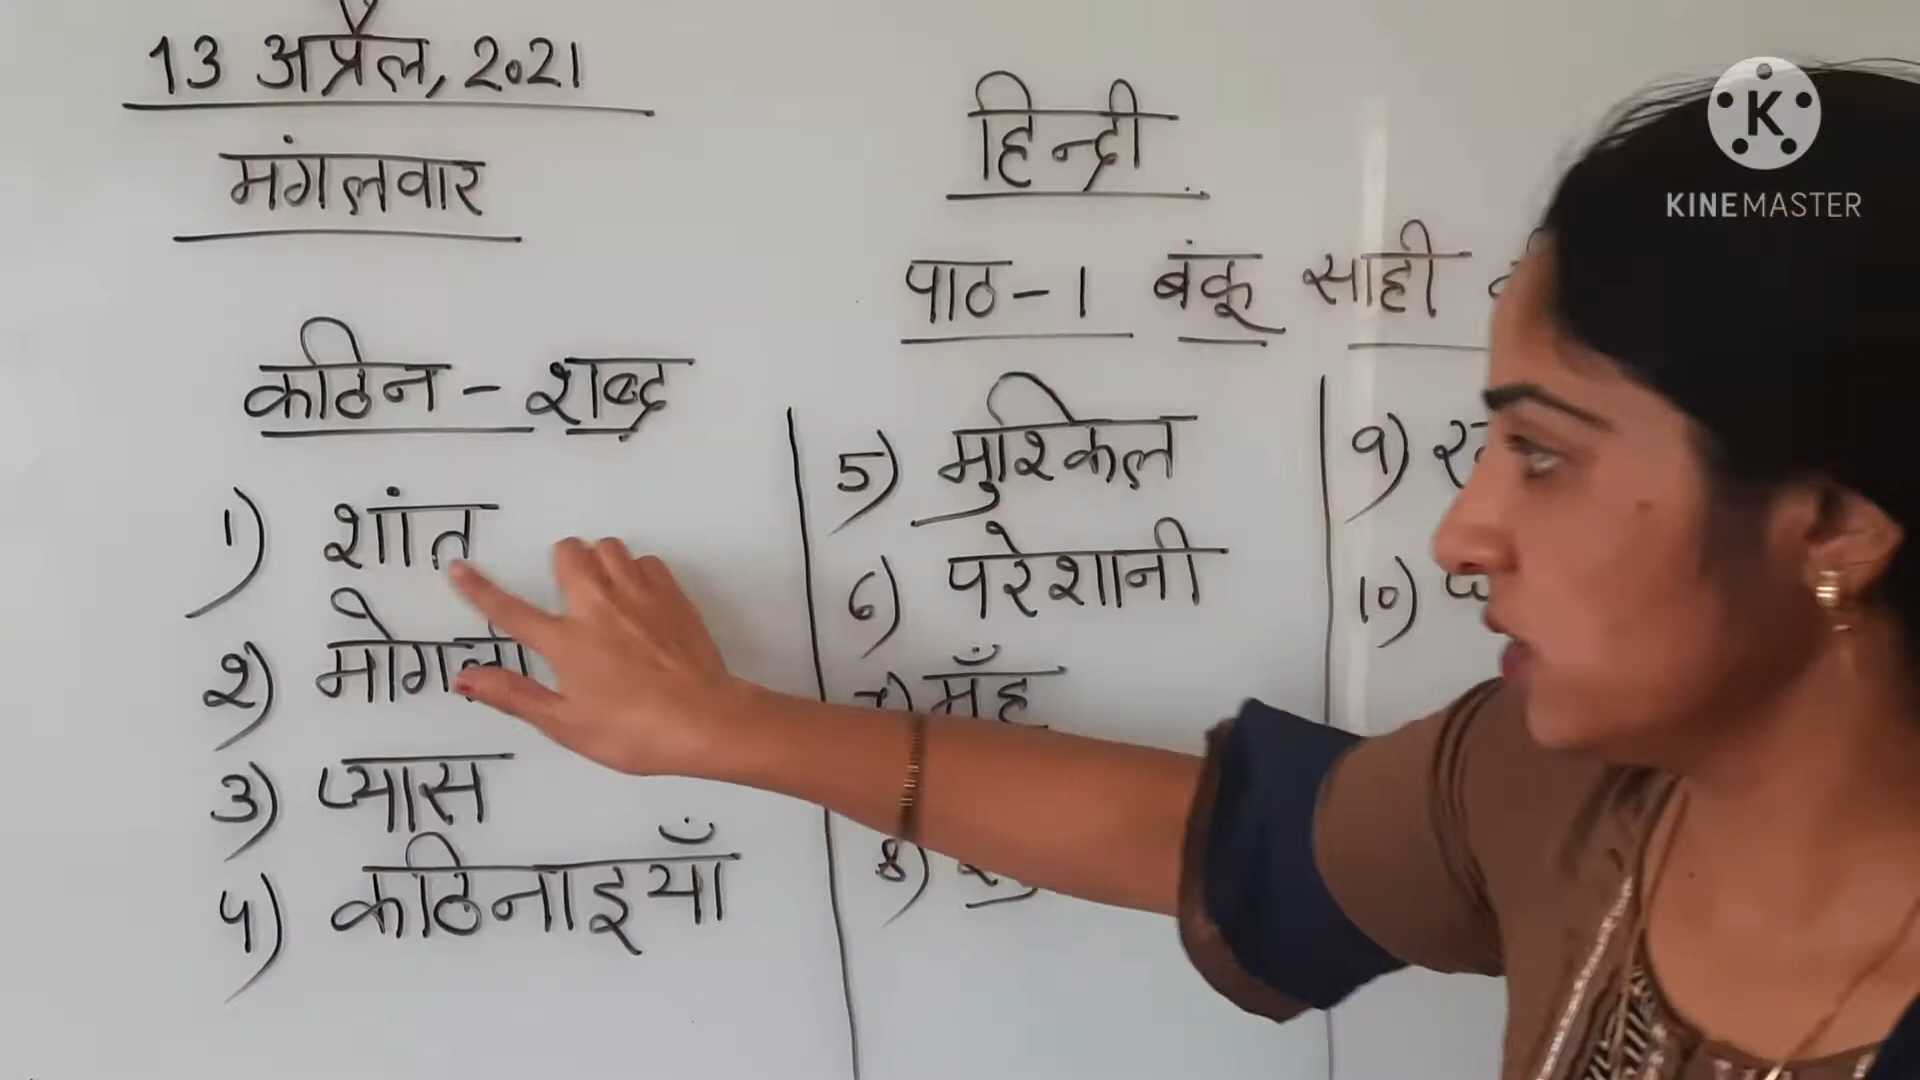 13 अप्रैल, 2021
मंगलवार
हिन्दी
पाठ-1 बंकू साही
कठिन-शब्द
1) शांत
2) मोगली
3) प्यास
4) कठिनाइयाँ
5) मुश्किल
6) परेशानी
7) मुँह
8)
9)
10)
K
KINEMASTER